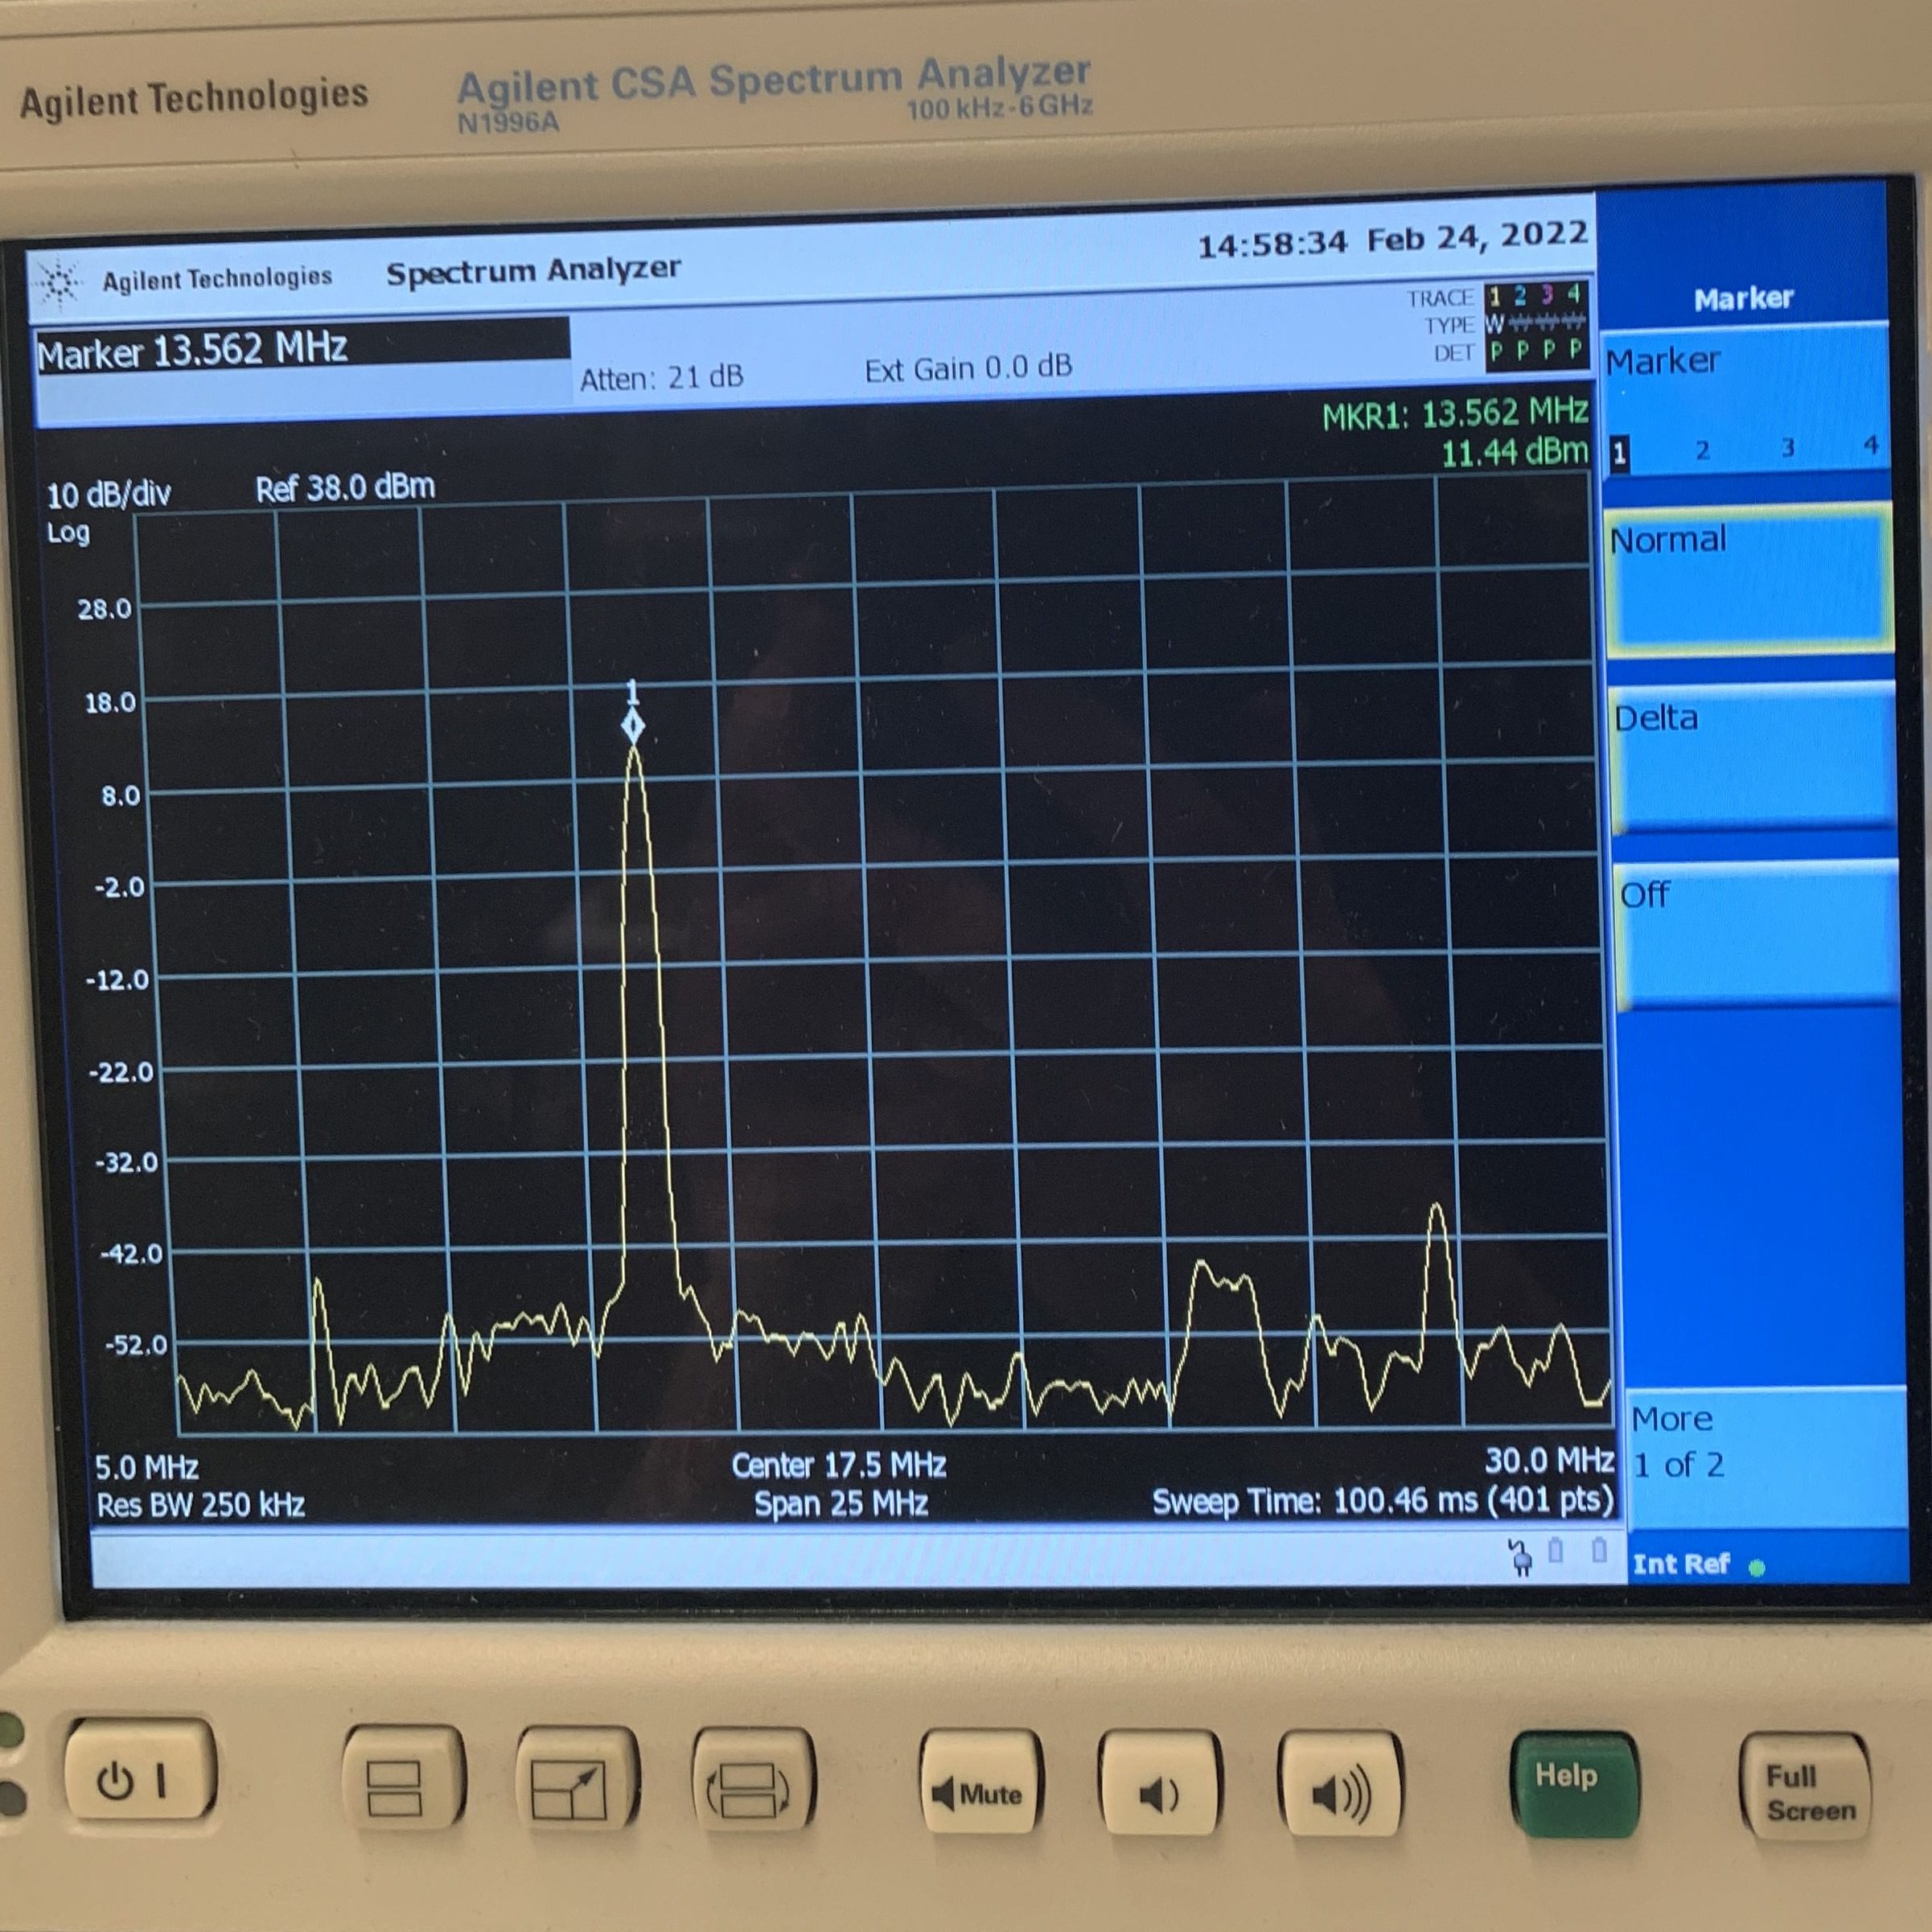 Agilent Technologies
Agilent CSA Spectrum Analyzer
N1996A 100 kHz-6 GHz
Agilent Technologies Spectrum Analyzer 14:58:34 Feb 24, 2022
Marker 13.562 MHz
Atten: 21 dB Ext Gain 0.0 dB
TRACE 1 2 3 4
TYPE W W W W
DET P P P P
MKR1: 13.562 MHz
11.44 dBm
10 dB/div Ref 38.0 dBm
Log
28.0
18.0
1
8.0
-2.0
-12.0
-22.0
-32.0
-42.0
-52.0
5.0 MHz Center 17.5 MHz 30.0 MHz
Res BW 250 kHz Span 25 MHz Sweep Time: 100.46 ms (401 pts)
Marker
Marker
1 2 3 4
Normal
Delta
Off
More
1 of 2
Int Ref
Mute
Help
Full
Screen